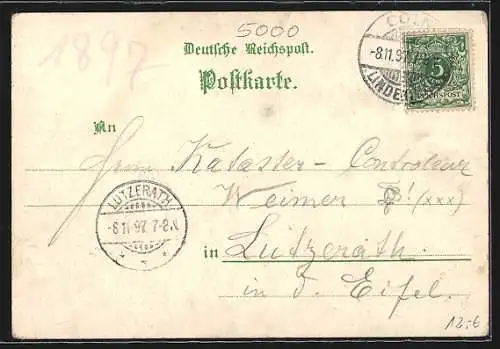 5000
1897
Deutsche Reichspost.
Postkarte.
CÖLN
-8.11.97
LINDEN
5
REICHSPOST
An
Herrn Kataster-Controleur
Weimer
! (xxx)
LUTZERATH
-8.11.97. 7-8.N
in Lutzerath.
in d. Eifel.
12.-6